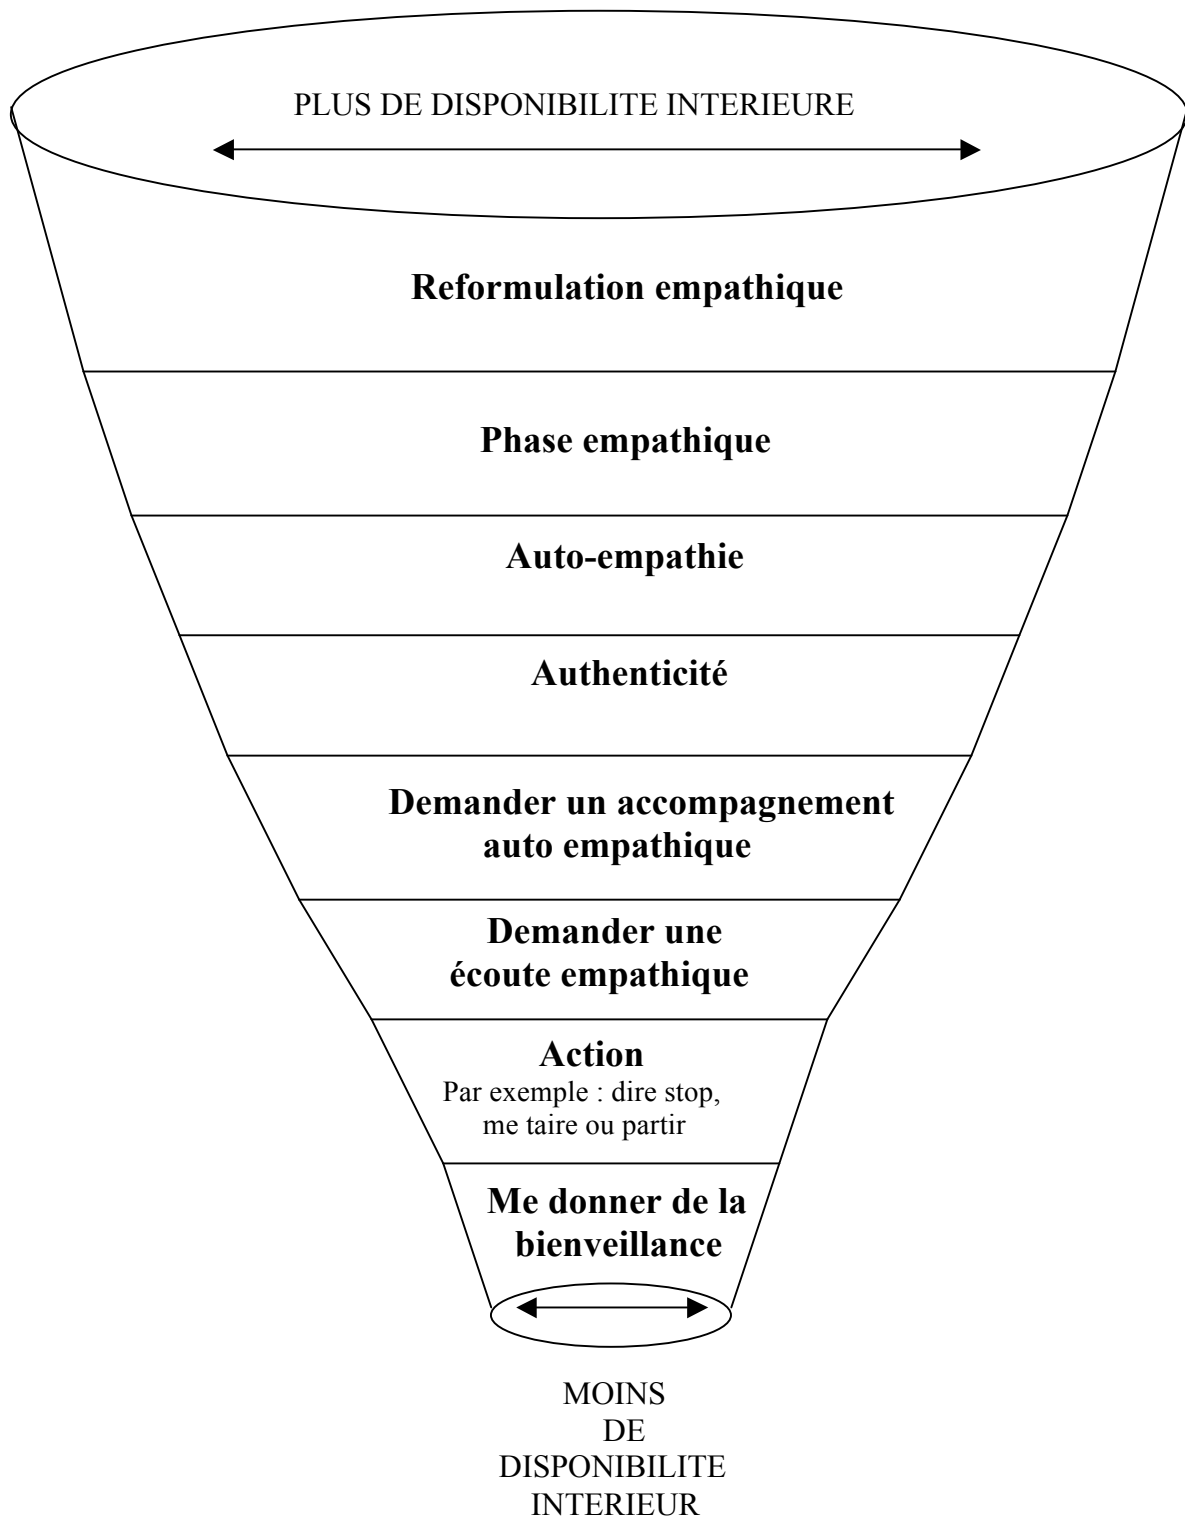 PLUS DE DISPONIBILITE INTERIEURE
Reformulation empathique
Phase empathique
Auto-empathie
Authenticité
Demander un accompagnement
auto empathique
Demander une
écoute empathique
Action
Par exemple : dire stop,
me taire ou partir
Me donner de la
bienveillance
MOINS
DE
DISPONIBILITE
INTERIEUR